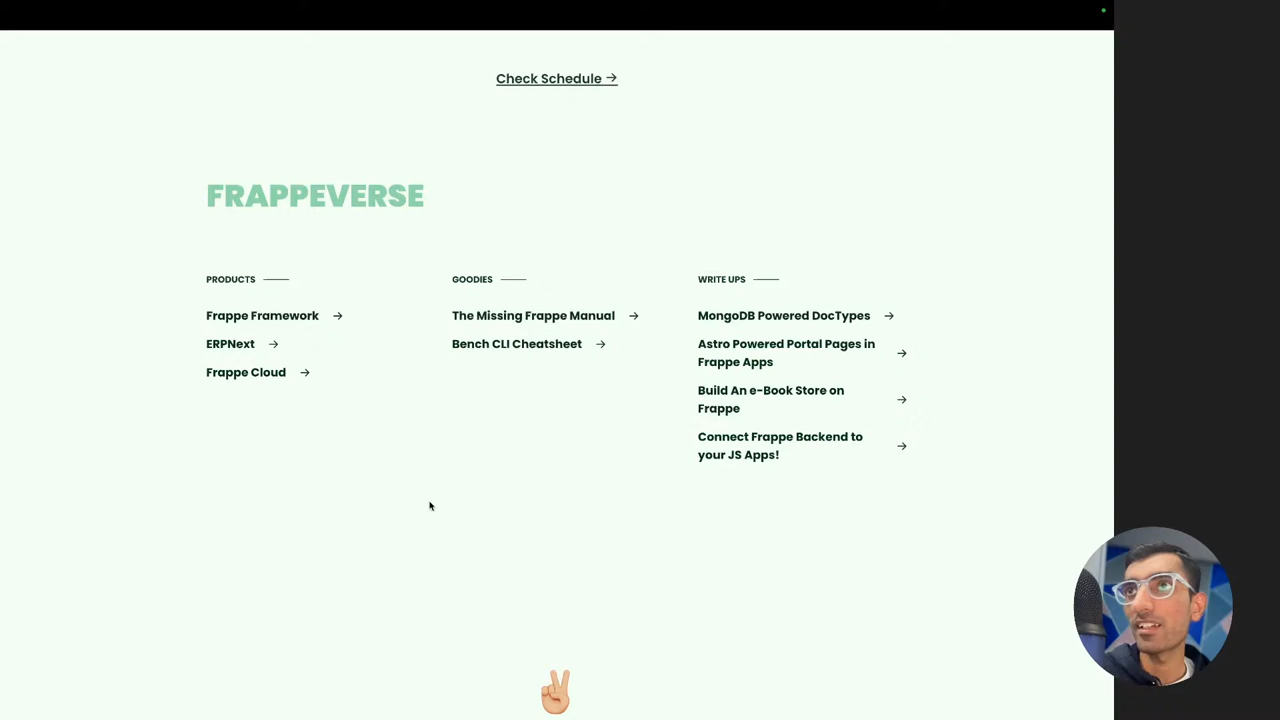 Check Schedule →
FRAPPEVERSE
PRODUCTS
Frappe Framework →
ERPNext →
Frappe Cloud →
GOODIES
The Missing Frappe Manual →
Bench CLI Cheatsheet →
WRITE UPS
MongoDB Powered DocTypes →
Astro Powered Portal Pages in
Frappe Apps →
Build An e-Book Store on
Frappe →
Connect Frappe Backend to
your JS Apps! →